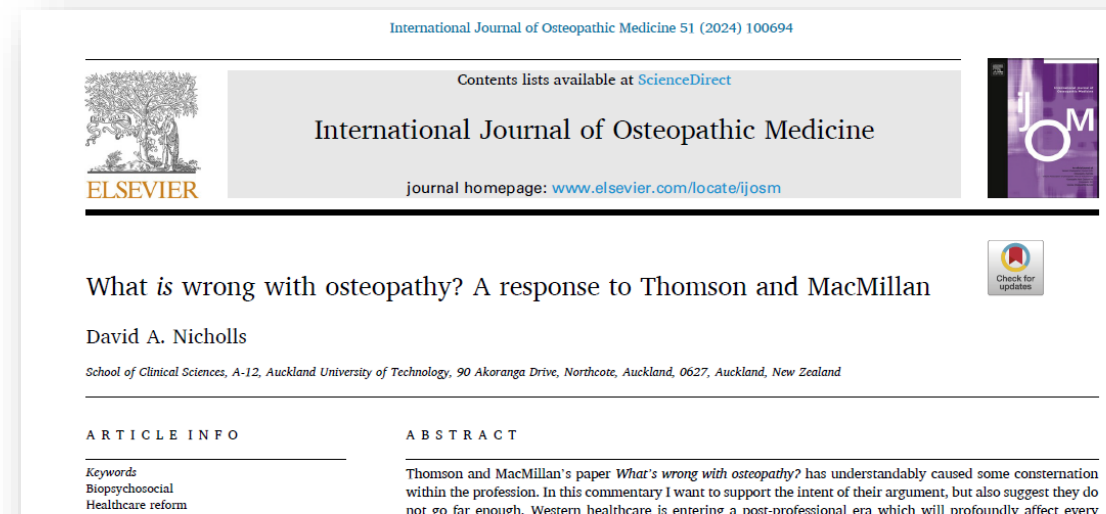 International Journal of Osteopathic Medicine 51 (2024) 100694
Contents lists available at ScienceDirect
International Journal of Osteopathic Medicine
journal homepage: www.elsevier.com/locate/ijosm
ELSEVIER
IJOM
Check for
updates
What is wrong with osteopathy? A response to Thomson and MacMillan
David A. Nicholls
School of Clinical Sciences, A-12, Auckland University of Technology, 90 Akoranga Drive, Northcote, Auckland, 0627, Auckland, New Zealand
ARTICLE INFO
Keywords
Biopsychosocial
Healthcare reform
ABSTRACT
Thomson and MacMillan's paper What's wrong with osteopathy? has understandably caused some consternation
within the profession. In this commentary I want to support the intent of their argument, but also suggest they do
not go far enough. Western healthcare is entering a post-professional era which will profoundly affect every